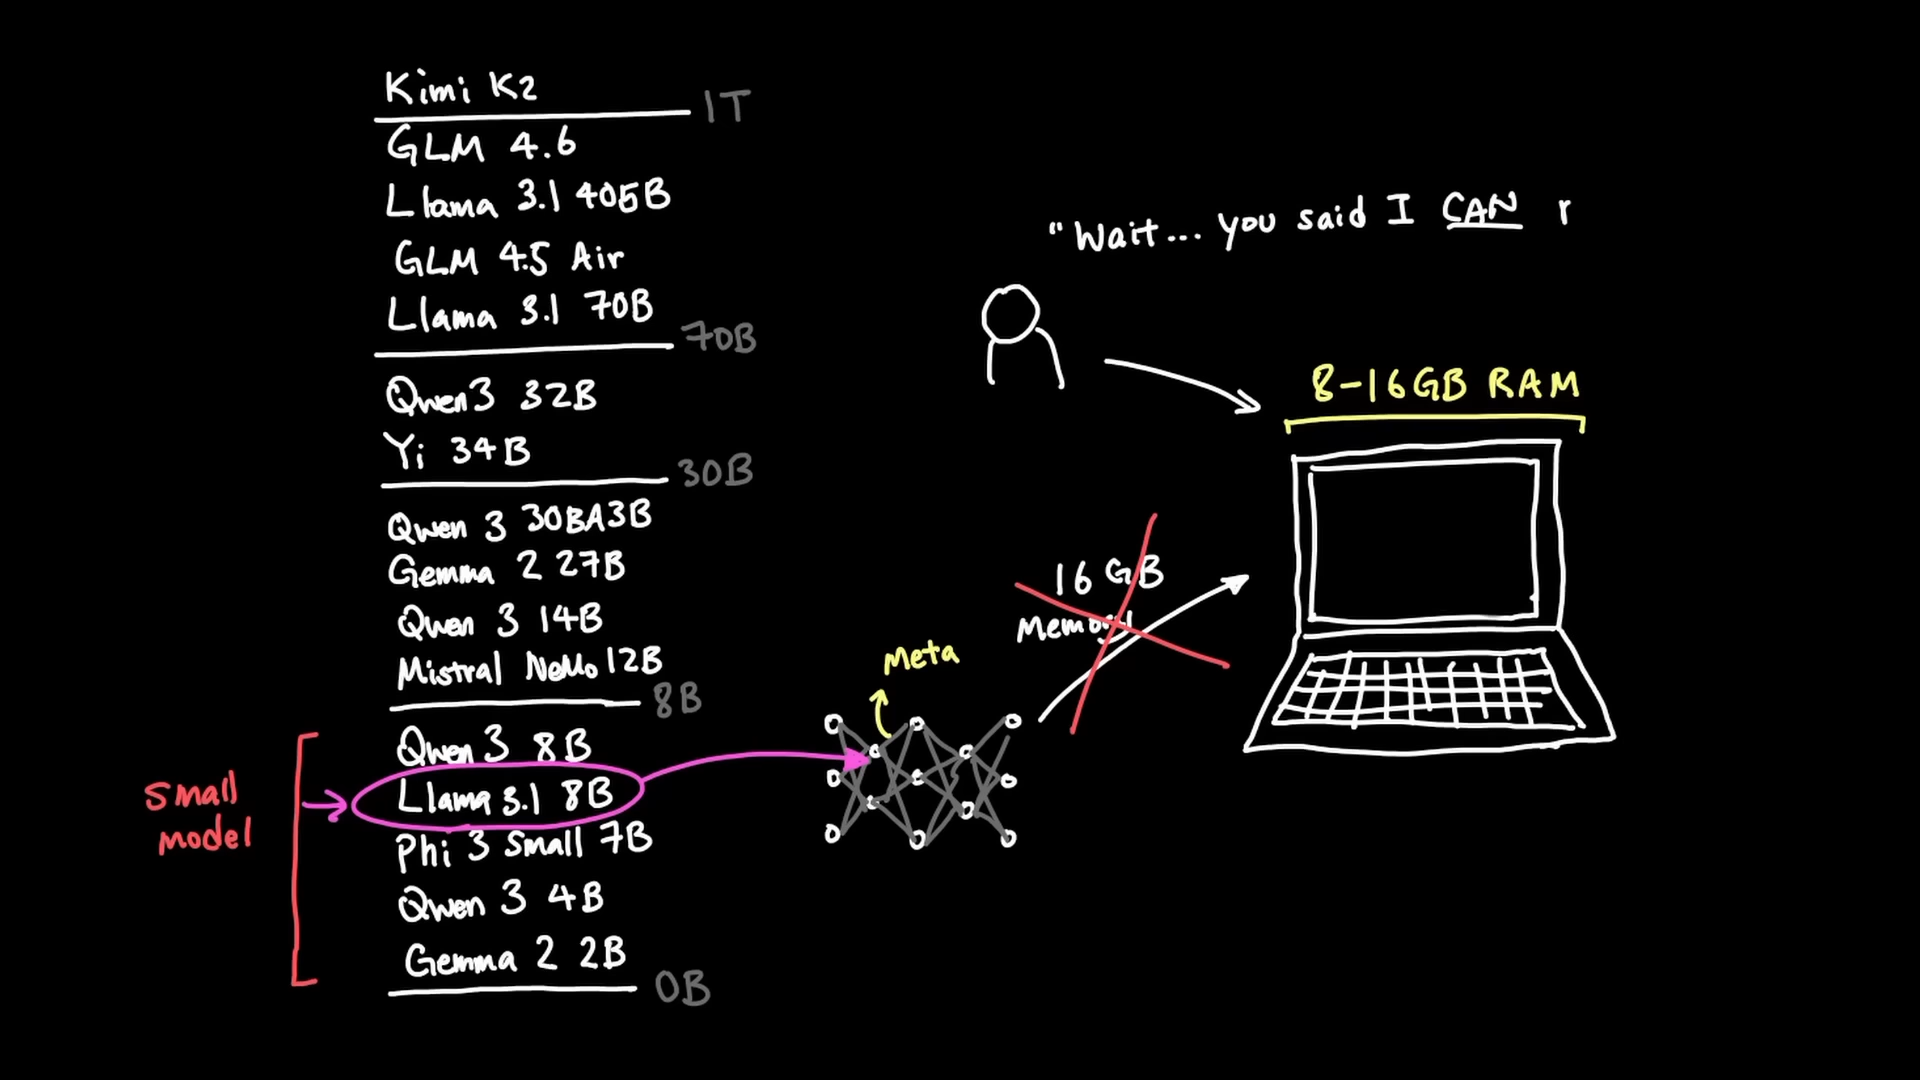 Kimi K2
1T
GLM 4.6
Llama 3.1 405B
GLM 4.5 Air
Llama 3.1 70B
70B
Qwen3 32B
Yi 34B
30B
Qwen 3 30BA3B
Gemma 2 27B
Qwen 3 14B
Mistral NeMo 12B
8B
Qwen 3 8B
Llama 3.1 8B
Phi 3 Small 7B
Qwen 3 4B
Gemma 2 2B
0B
Small
model
Meta
16 GB
Memory
"Wait... you said I CAN r
8-16GB RAM